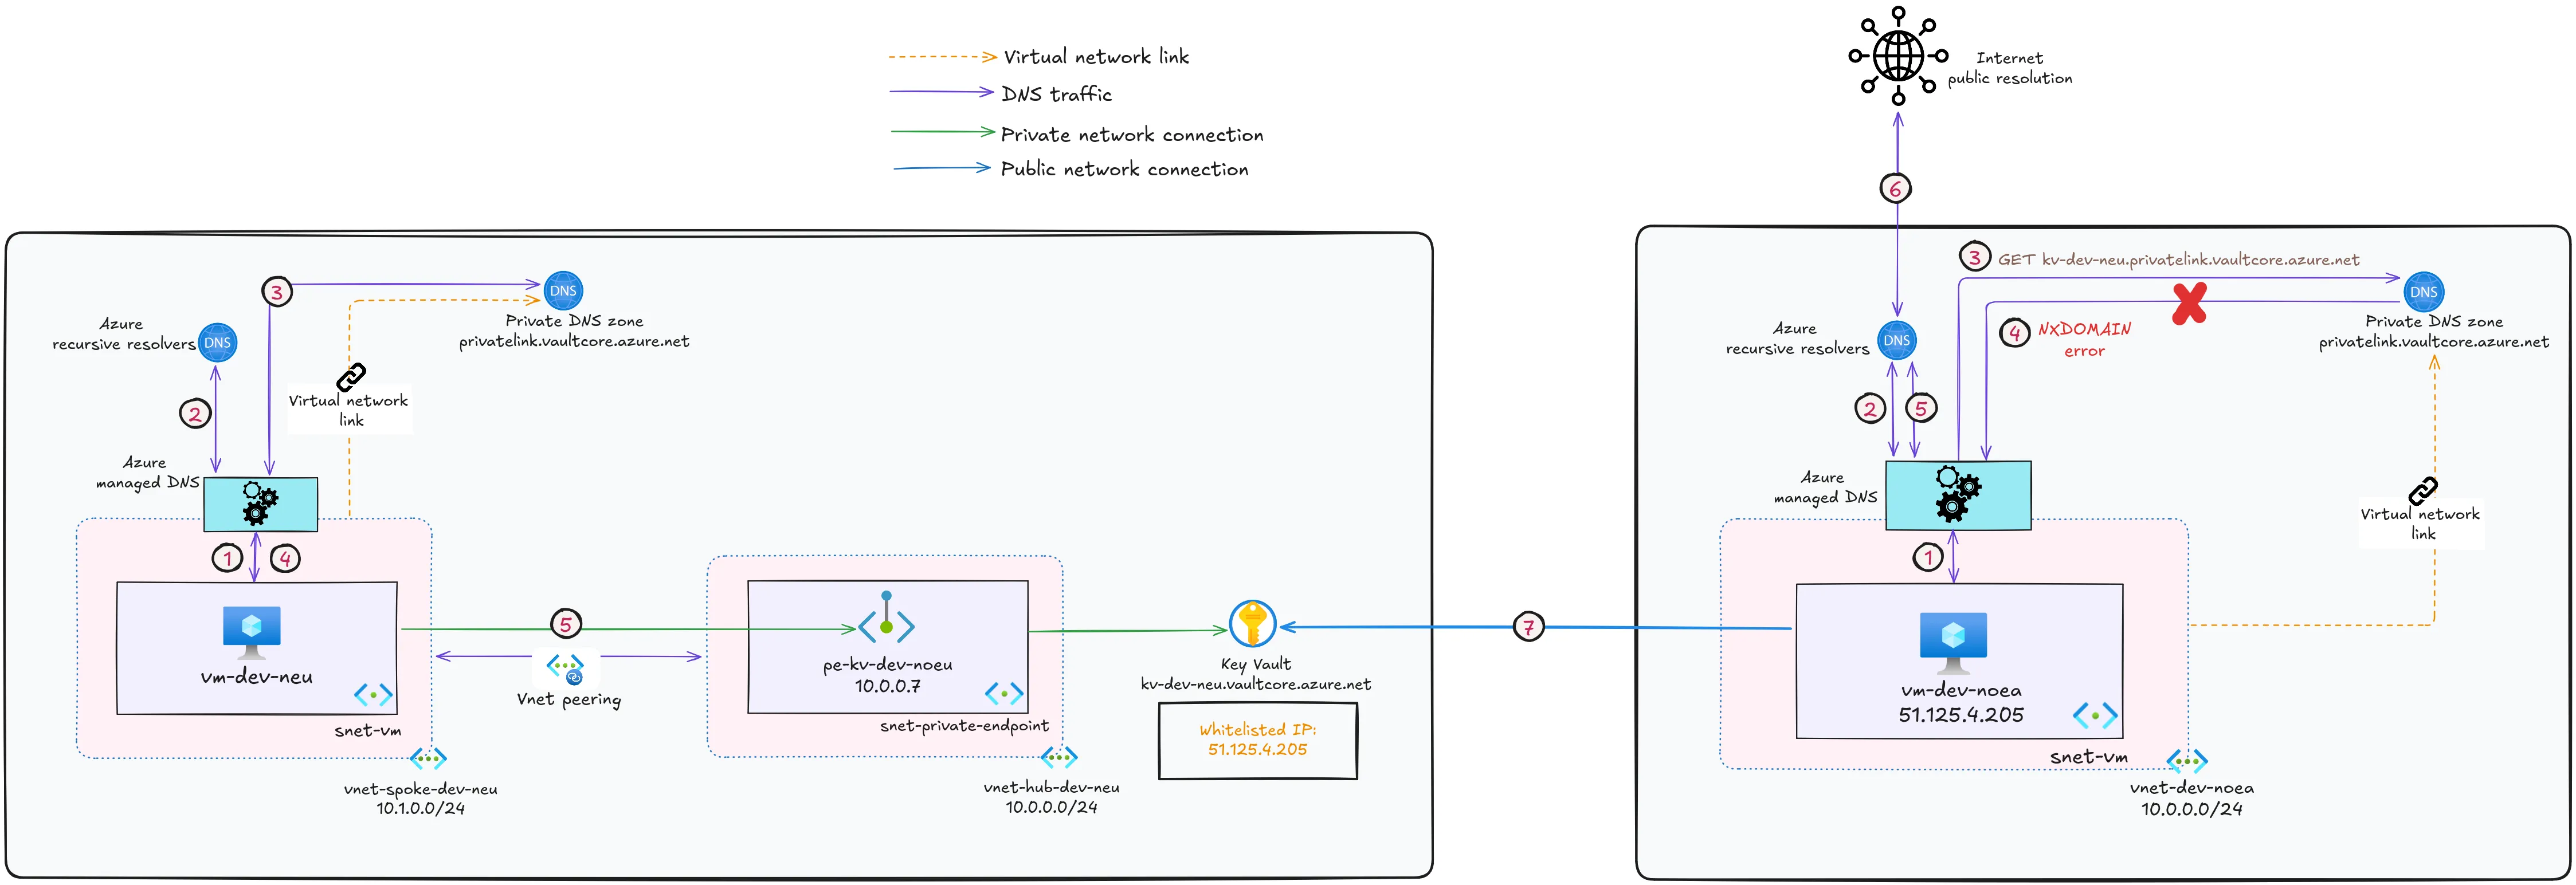 Virtual network link
DNS traffic
Private network connection
Public network connection
Internet
public resolution
6
3
DNS
Private DNS zone
privatelink.vaultcore.azure.net
Azure
recursive resolvers
DNS
Virtual network
link
2
Azure
managed DNS
1
4
vm-dev-neu
snet-vm
vnet-spoke-dev-neu
10.1.0.0/24
5
Vnet peering
pe-kv-dev-noeu
10.0.0.7
snet-private-endpoint
vnet-hub-dev-neu
10.0.0.0/24
Key Vault
kv-dev-neu.vaultcore.azure.net
Whitelisted IP:
51.125.4.205
7
3
GET kv-dev-neu.privatelink.vaultcore.azure.net
DNS
Private DNS zone
privatelink.vaultcore.azure.net
4
NXDOMAIN
error
Azure
recursive resolvers
DNS
2
5
Azure
managed DNS
Virtual network
link
1
vm-dev-noea
51.125.4.205
snet-vm
vnet-dev-noea
10.0.0.0/24